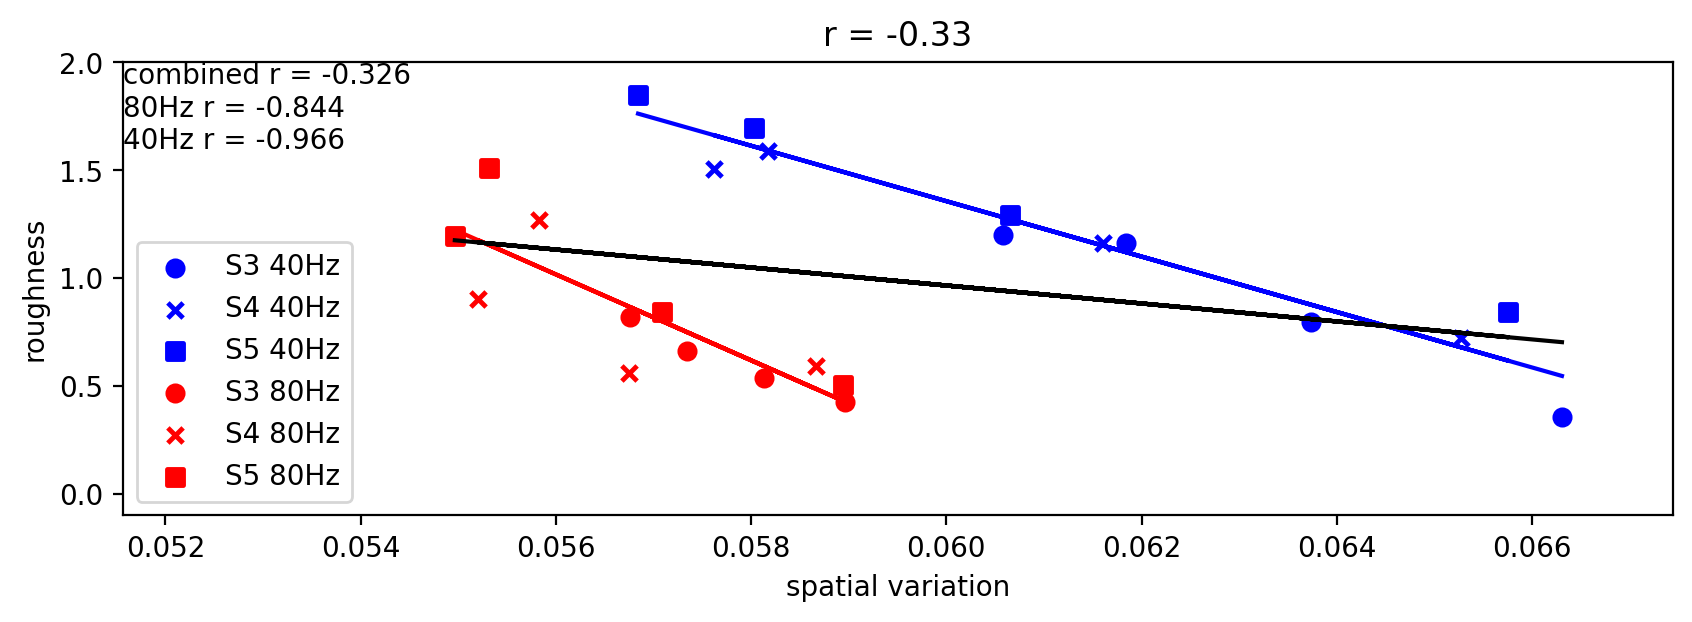 r = -0.33
combined r = -0.326
80Hz r = -0.844
40Hz r = -0.966
2.0
1.5
1.0
0.5
0.0
roughness
S3 40Hz
S4 40Hz
S5 40Hz
S3 80Hz
S4 80Hz
S5 80Hz
0.052 0.054 0.056 0.058 0.060 0.062 0.064 0.066
spatial variation